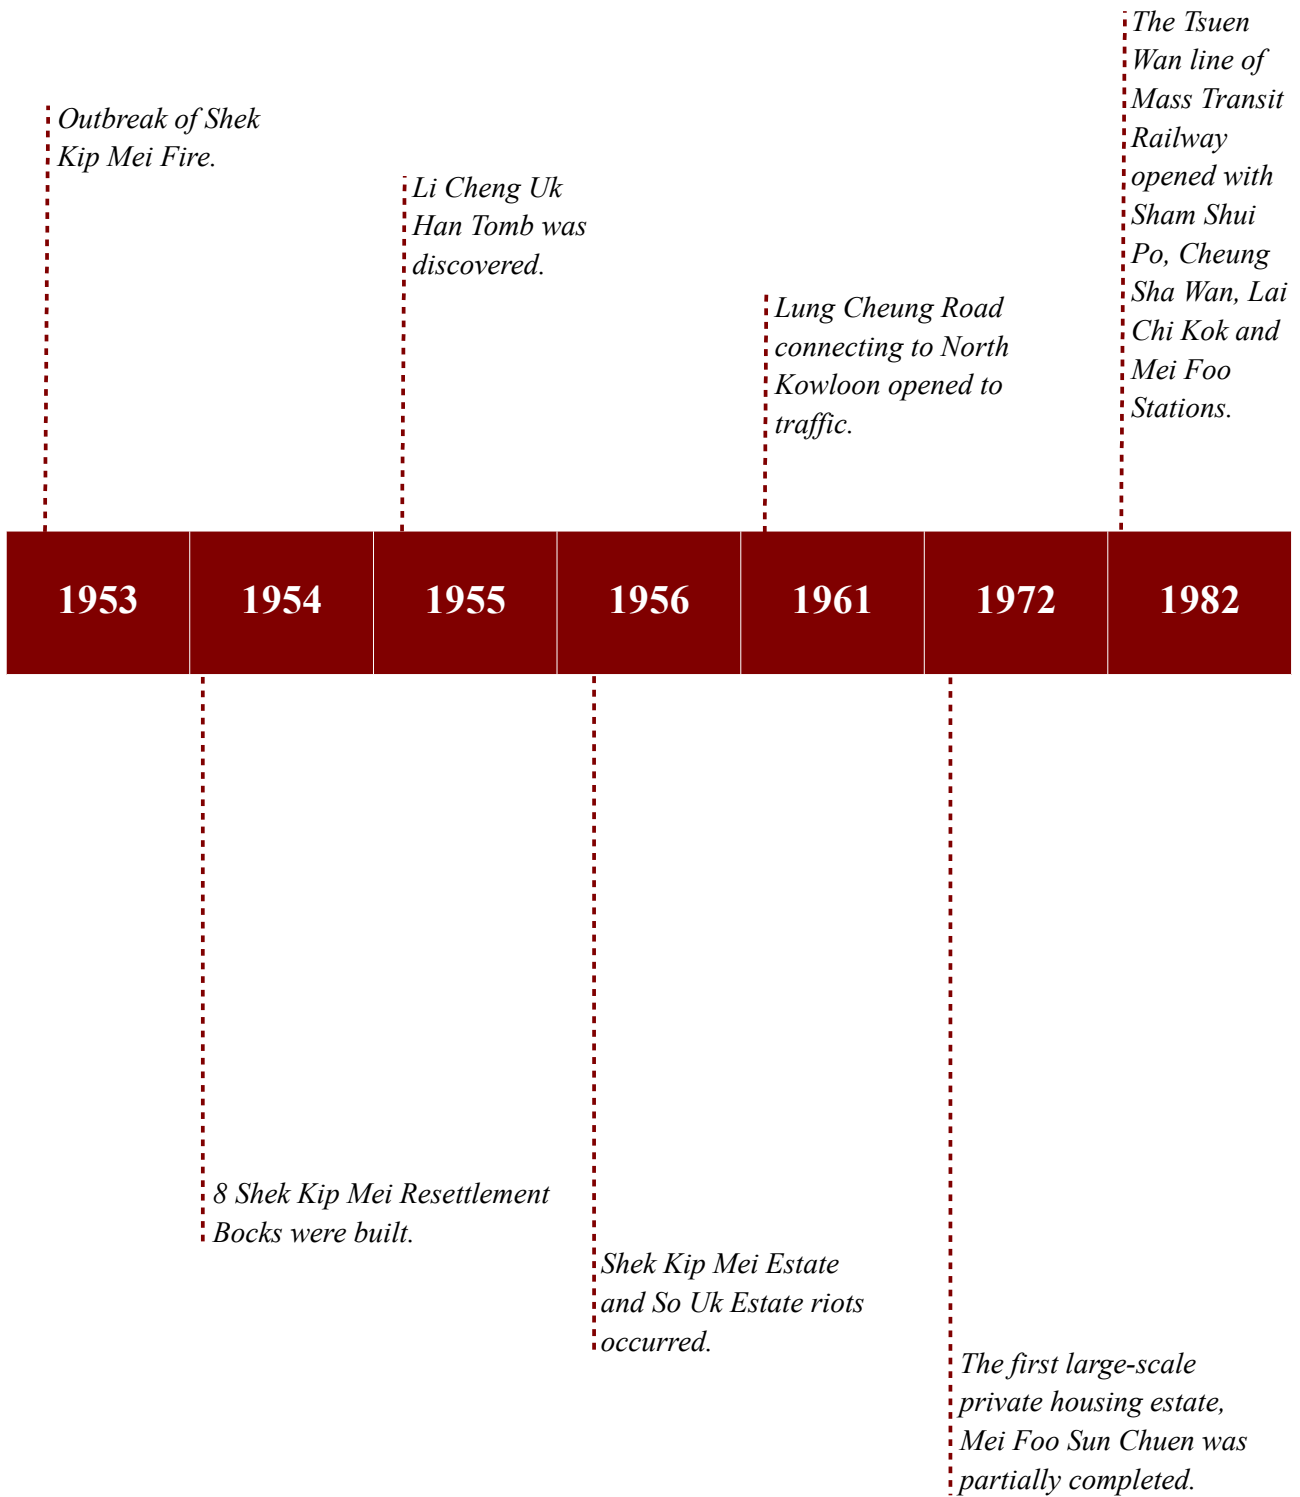 The Tsuen
Wan line of
Mass Transit
Railway
opened with
Sham Shui
Po, Cheung
Sha Wan, Lai
Chi Kok and
Mei Foo
Stations.
Outbreak of Shek
Kip Mei Fire.
Li Cheng Uk
Han Tomb was
discovered.
Lung Cheung Road
connecting to North
Kowloon opened to
traffic.
1953 1954 1955 1956 1961 1972 1982
8 Shek Kip Mei Resettlement
Bocks were built.
Shek Kip Mei Estate
and So Uk Estate riots
occurred.
The first large-scale
private housing estate,
Mei Foo Sun Chuen was
partially completed.